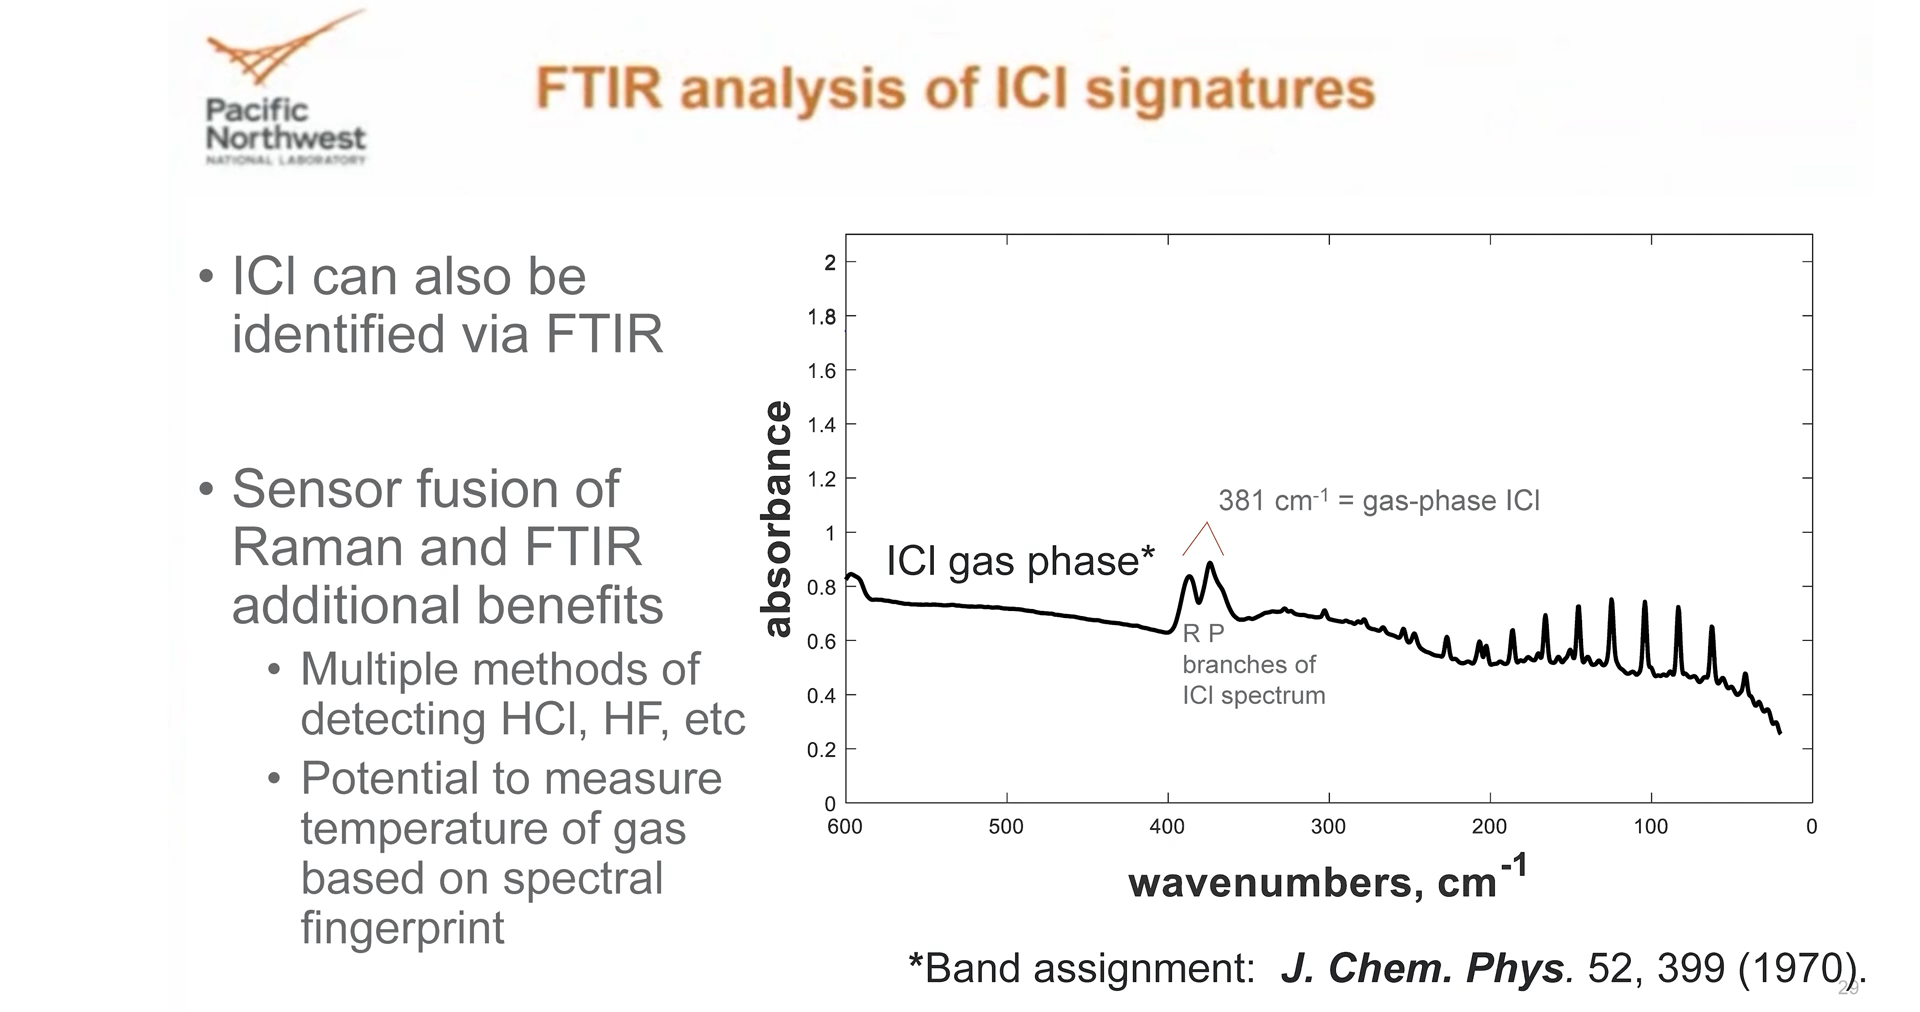 Pacific
Northwest
NATIONAL LABORATORY
FTIR analysis of ICl signatures
• ICl can also be
identified via FTIR
• Sensor fusion of
Raman and FTIR
additional benefits
• Multiple methods of
detecting HCl, HF, etc
• Potential to measure
temperature of gas
based on spectral
fingerprint
absorbance
2
1.8
1.6
1.4
1.2
1
0.8
0.6
0.4
0.2
0
381 cm-1 = gas-phase ICl
ICl gas phase*
R P
branches of
ICl spectrum
600 500 400 300 200 100 0
wavenumbers, cm-1
*Band assignment: J. Chem. Phys. 52, 399 (1970).
29